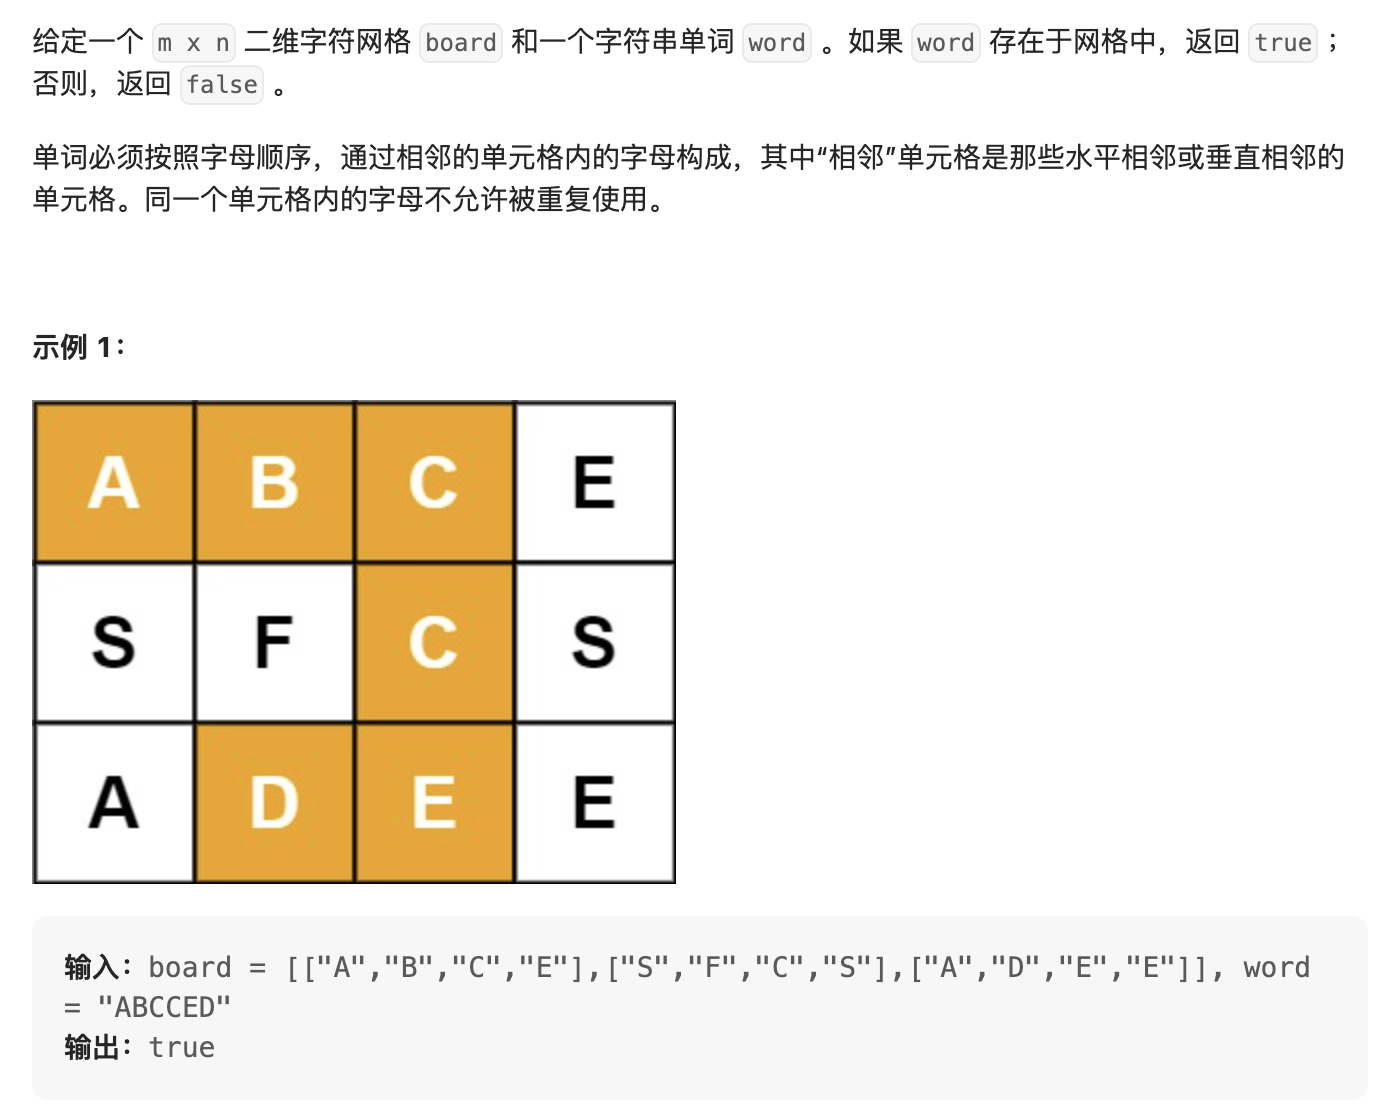 给定一个 m x n 二维字符网格 board 和一个字符串单词 word 。如果 word 存在于网格中，返回 true ；
否则，返回 false 。
单词必须按照字母顺序，通过相邻的单元格内的字母构成，其中“相邻”单元格是那些水平相邻或垂直相邻的
单元格。同一个单元格内的字母不允许被重复使用。
示例 1：
A B C E
S F C S
A D E E
输入：board = [["A","B","C","E"],["S","F","C","S"],["A","D","E","E"]], word
= "ABCCED"
输出：true